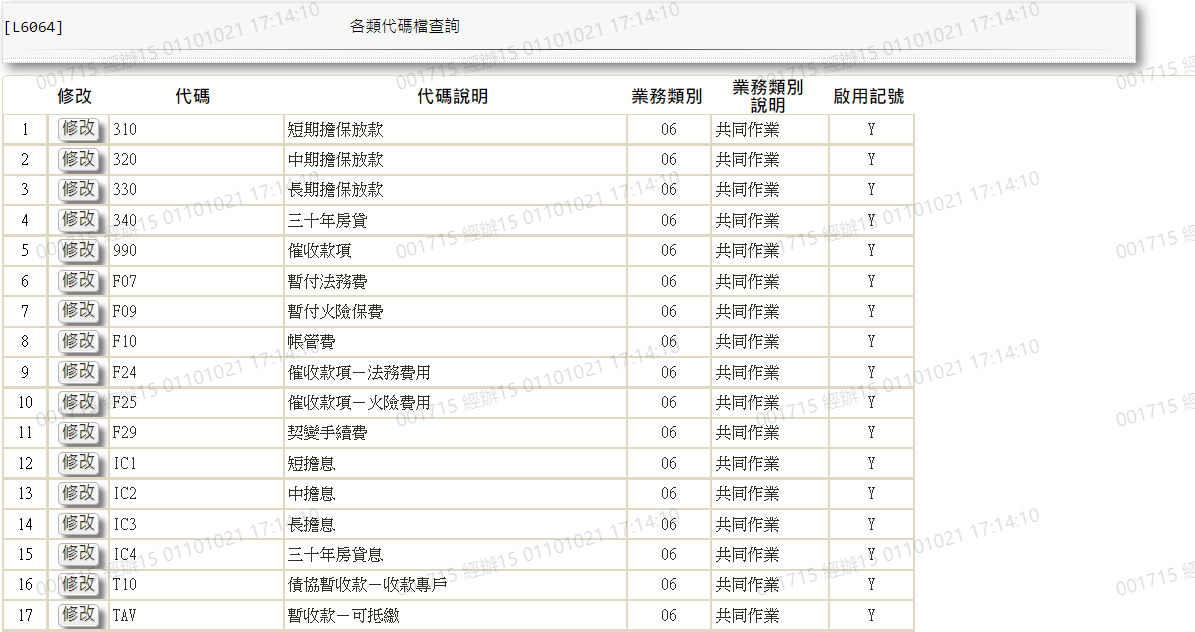 [L6064] 各類代碼檔查詢
修改 代碼 代碼說明 業務類別 業務類別說明 啟用記號
1 修改 310 短期擔保放款 06 共同作業 Y
2 修改 320 中期擔保放款 06 共同作業 Y
3 修改 330 長期擔保放款 06 共同作業 Y
4 修改 340 三十年房貸 06 共同作業 Y
5 修改 990 催收款項 06 共同作業 Y
6 修改 F07 暫付法務費 06 共同作業 Y
7 修改 F09 暫付火險保費 06 共同作業 Y
8 修改 F10 帳管費 06 共同作業 Y
9 修改 F24 催收款項－法務費用 06 共同作業 Y
10 修改 F25 催收款項－火險費用 06 共同作業 Y
11 修改 F29 契變手續費 06 共同作業 Y
12 修改 IC1 短擔息 06 共同作業 Y
13 修改 IC2 中擔息 06 共同作業 Y
14 修改 IC3 長擔息 06 共同作業 Y
15 修改 IC4 三十年房貸息 06 共同作業 Y
16 修改 T10 債協暫收款－收款專戶 06 共同作業 Y
17 修改 TAV 暫收款－可抵繳 06 共同作業 Y
001715 經辦15 01101021 17:14:10